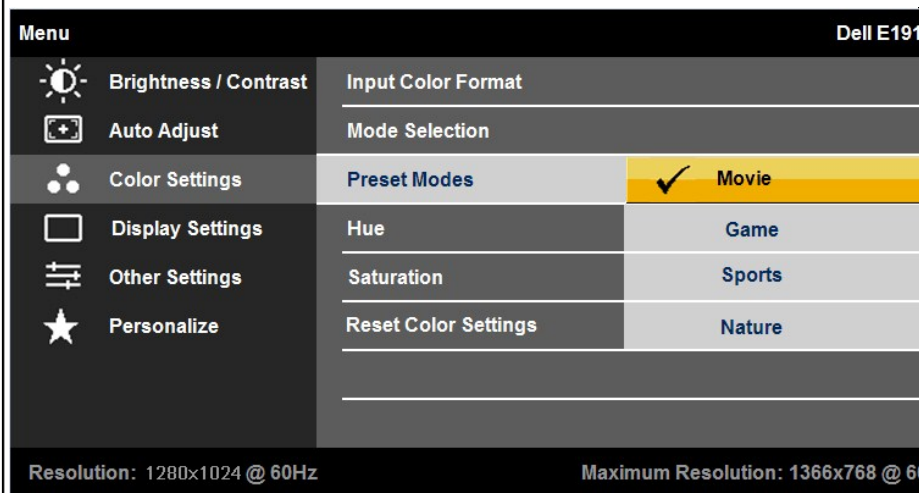 Menu Dell E191
Brightness / Contrast Input Color Format
Auto Adjust Mode Selection
Color Settings Preset Modes Movie
Display Settings Hue Game
Other Settings Saturation Sports
Personalize Reset Color Settings Nature
Resolution: 1280x1024 @ 60Hz Maximum Resolution: 1366x768 @ 60